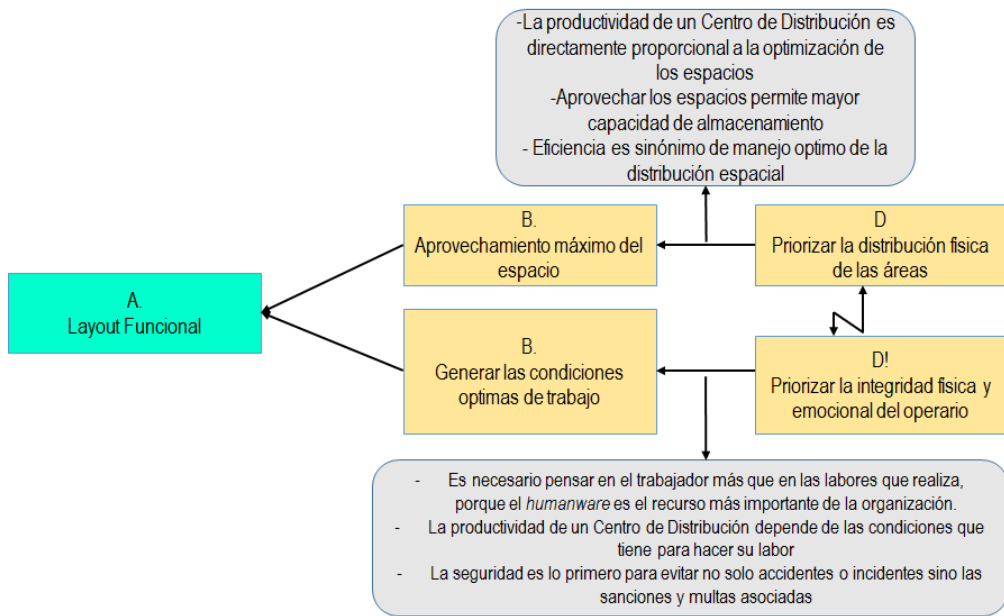 -La productividad de un Centro de Distribución es
directamente proporcional a la optimización de
los espacios
-Aprovechar los espacios permite mayor
capacidad de almacenamiento
- Eficiencia es sinónimo de manejo optimo de la
distribución espacial
B.
Aprovechamiento máximo del
espacio
D
Priorizar la distribución física
de las áreas
A.
Layout Funcional
B.
Generar las condiciones
optimas de trabajo
D!
Priorizar la integridad física y
emocional del operario
- Es necesario pensar en el trabajador más que en las labores que realiza,
porque el humanware es el recurso más importante de la organización.
- La productividad de un Centro de Distribución depende de las condiciones que
tiene para hacer su labor
- La seguridad es lo primero para evitar no solo accidentes o incidentes sino las
sanciones y multas asociadas